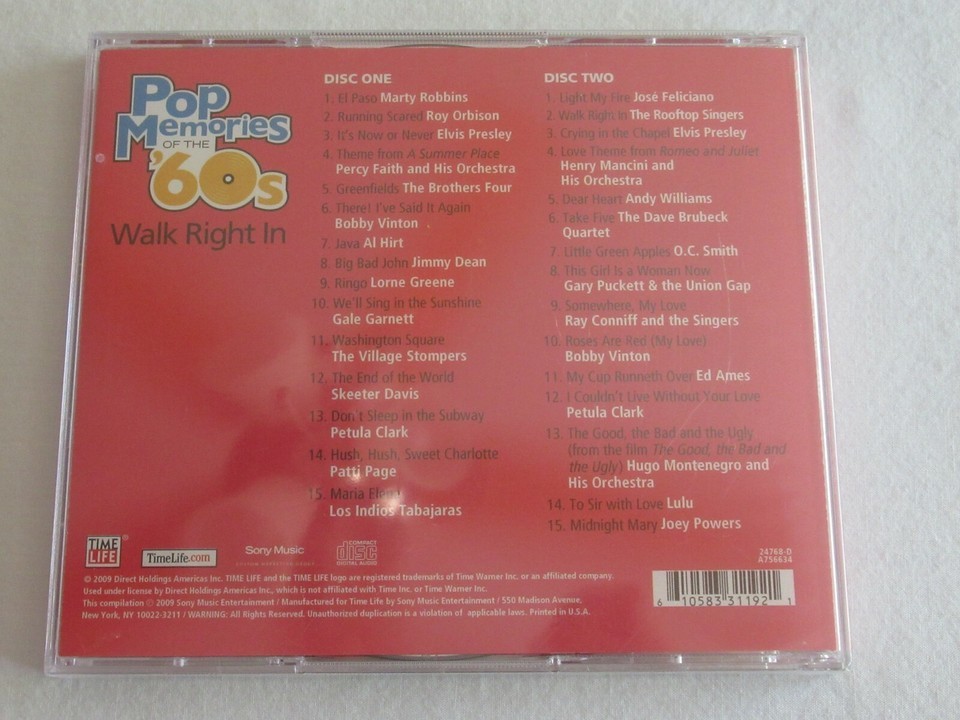 Pop
Memories
OF THE
'60s
Walk Right In
DISC ONE
1. El Paso Marty Robbins
2. Running Scared Roy Orbison
3. It's Now or Never Elvis Presley
4. Theme from A Summer Place
Percy Faith and His Orchestra
5. Greenfields The Brothers Four
6. There! I've Said It Again
Bobby Vinton
7. Java Al Hirt
8. Big Bad John Jimmy Dean
9. Ringo Lorne Greene
10. We'll Sing in the Sunshine
Gale Garnett
11. Washington Square
The Village Stompers
12. The End of the World
Skeeter Davis
13. Don't Sleep in the Subway
Petula Clark
14. Hush, Hush, Sweet Charlotte
Patti Page
15. Maria Elena
Los Indios Tabajaras
DISC TWO
1. Light My Fire José Feliciano
2. Walk Right In The Rooftop Singers
3. Crying in the Chapel Elvis Presley
4. Love Theme from Romeo and Juliet
Henry Mancini and
His Orchestra
5. Dear Heart Andy Williams
6. Take Five The Dave Brubeck
Quartet
7. Little Green Apples O.C. Smith
8. This Girl Is a Woman Now
Gary Puckett & the Union Gap
9. Somewhere, My Love
Ray Conniff and the Singers
10. Roses Are Red (My Love)
Bobby Vinton
11. My Cup Runneth Over Ed Ames
12. I Couldn't Live Without Your Love
Petula Clark
13. The Good, the Bad and the Ugly
(from the film The Good, the Bad and
the Ugly) Hugo Montenegro and
His Orchestra
14. To Sir with Love Lulu
15. Midnight Mary Joey Powers
TIME
LIFE
TimeLife.com
Sony Music
CUSTOM MARKETING GROUP
COMPACT
disc
DIGITAL AUDIO
24768-D
A756634
© 2009 Direct Holdings Americas Inc. TIME LIFE and the TIME LIFE logo are registered trademarks of Time Warner Inc. or an affiliated company.
Used under license by Direct Holdings Americas Inc., which is not affiliated with Time Inc. or Time Warner Inc.
This compilation ℗ 2009 Sony Music Entertainment / Manufactured for Time Life by Sony Music Entertainment / 550 Madison Avenue,
New York, NY 10022-3211 / WARNING: All Rights Reserved. Unauthorized duplication is a violation of applicable laws. Printed in U.S.A.
6 10583 31192 1